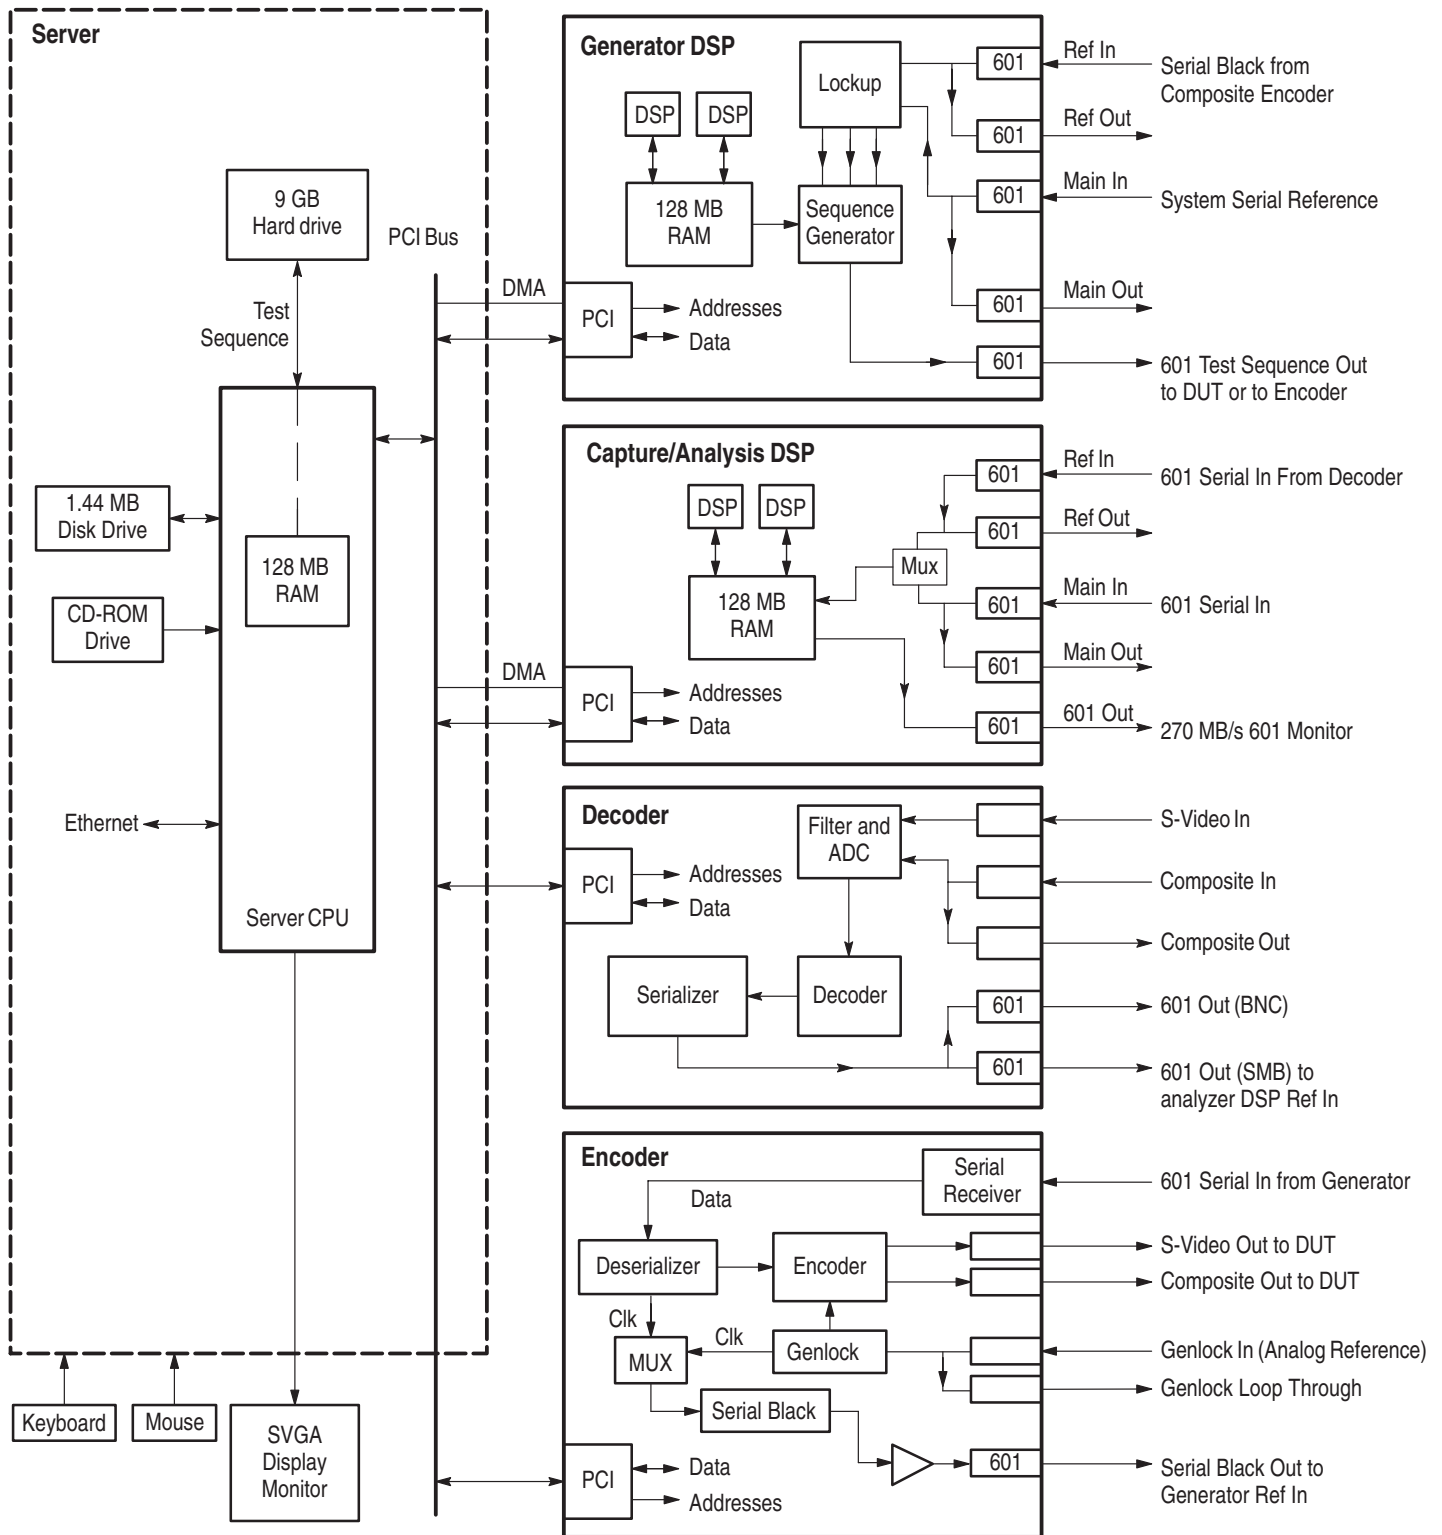 Server
9 GB
Hard drive
PCI Bus
Test
Sequence
1.44 MB
Disk Drive
128 MB
RAM
CD-ROM
Drive
Ethernet
Server CPU
Keyboard
Mouse
SVGA
Display
Monitor
Generator DSP
DSP
DSP
Lockup
128 MB
RAM
Sequence
Generator
DMA
PCI
Addresses
Data
601
Ref In
Serial Black from
Composite Encoder
601
Ref Out
601
Main In
System Serial Reference
601
Main Out
601
601 Test Sequence Out
to DUT or to Encoder
Capture/Analysis DSP
DSP
DSP
128 MB
RAM
Mux
DMA
PCI
Addresses
Data
601
Ref In
601 Serial In From Decoder
601
Ref Out
601
Main In
601 Serial In
601
Main Out
601
601 Out
270 MB/s 601 Monitor
Decoder
Filter and
ADC
PCI
Addresses
Data
Serializer
Decoder
S-Video In
Composite In
Composite Out
601
601 Out (BNC)
601
601 Out (SMB) to
analyzer DSP Ref In
Encoder
Serial
Receiver
601 Serial In from Generator
Data
Deserializer
Encoder
S-Video Out to DUT
Composite Out to DUT
Clk
Clk
MUX
Genlock
Genlock In (Analog Reference)
Genlock Loop Through
Serial Black
PCI
Data
Addresses
601
Serial Black Out to
Generator Ref In